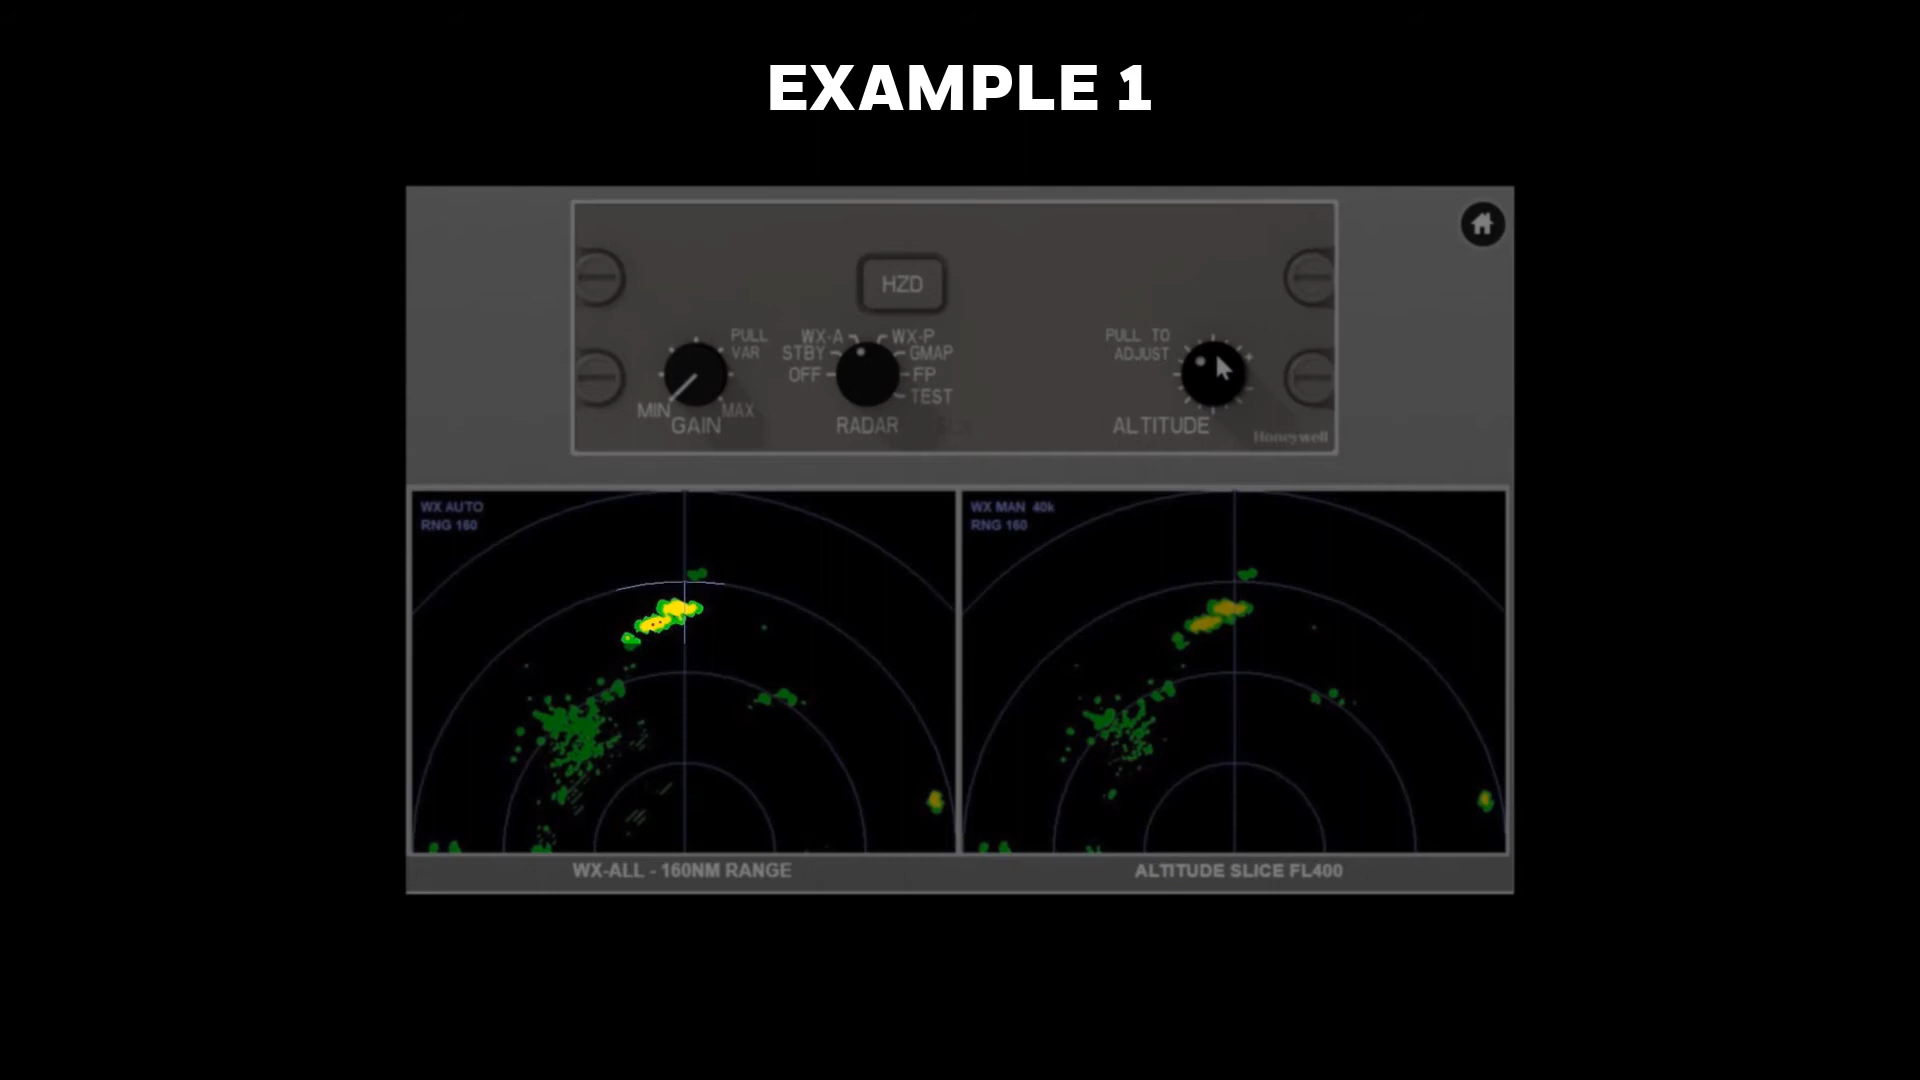 EXAMPLE 1
HZD
PULL
VAR
MIN
MAX
GAIN
WX-A
WX-P
STBY
GMAP
OFF
FP
TEST
RADAR
PULL TO
ADJUST
ALTITUDE
Honeywell
WX AUTO
RNG 160
WX MAN 40k
RNG 160
WX-ALL - 160NM RANGE
ALTITUDE SLICE FL400